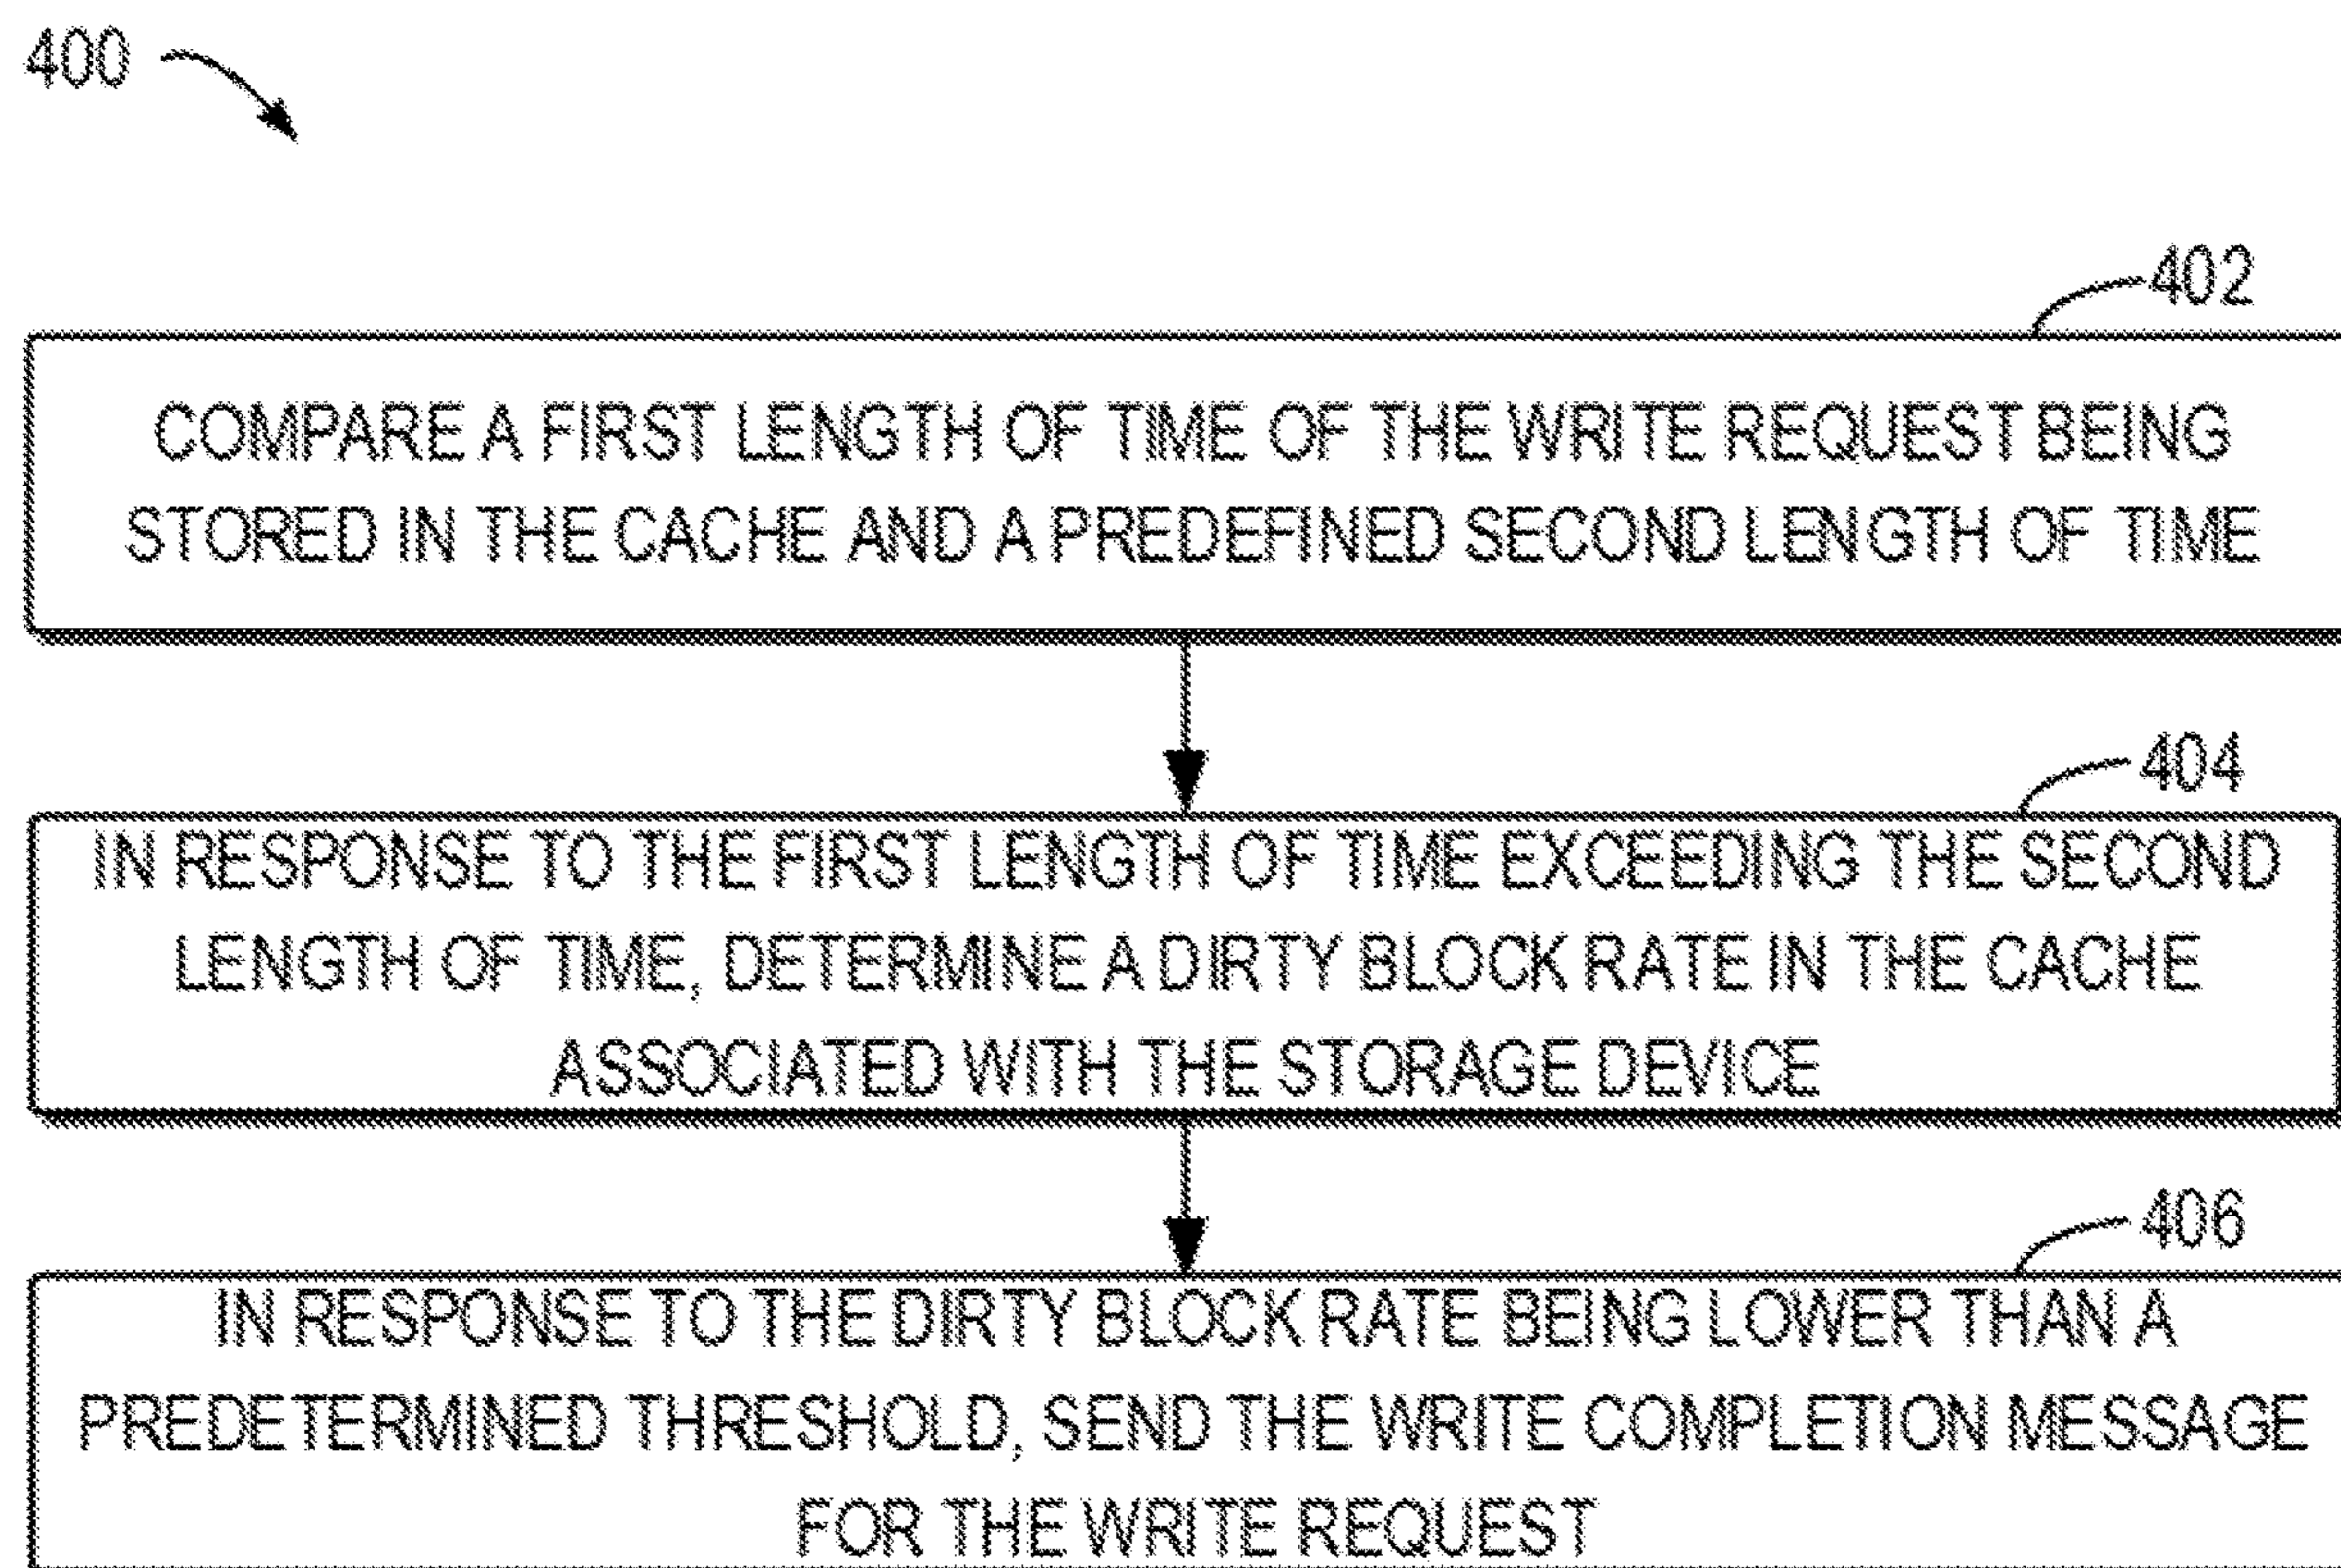 400
402
COMPARE A FIRST LENGTH OF TIME OF THE WRITE REQUEST BEING
STORED IN THE CACHE AND A PREDEFINED SECOND LENGTH OF TIME
404
IN RESPONSE TO THE FIRST LENGTH OF TIME EXCEEDING THE SECOND
LENGTH OF TIME, DETERMINE A DIRTY BLOCK RATE IN THE CACHE
ASSOCIATED WITH THE STORAGE DEVICE
406
IN RESPONSE TO THE DIRTY BLOCK RATE BEING LOWER THAN A
PREDETERMINED THRESHOLD, SEND THE WRITE COMPLETION MESSAGE
FOR THE WRITE REQUEST